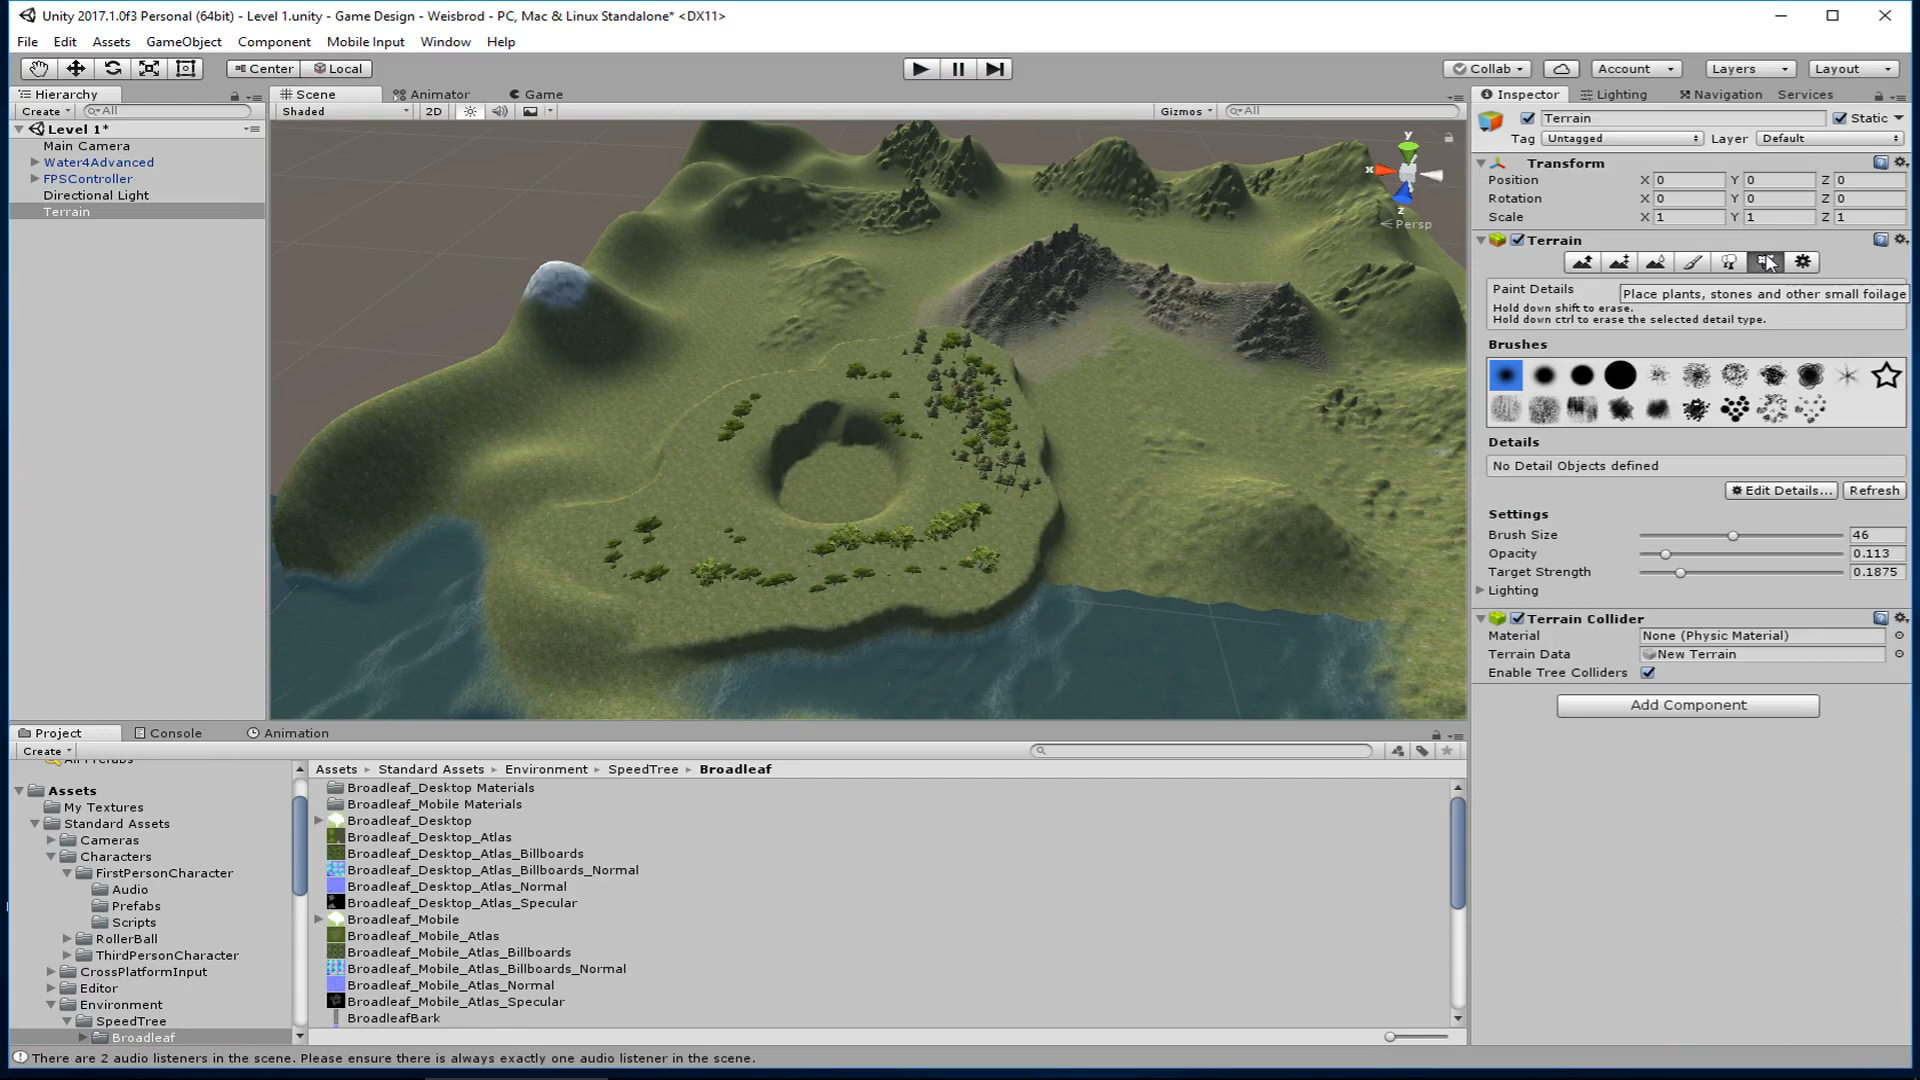 Unity 2017.1.0f3 Personal (64bit) - Level 1.unity - Game Design - Weisbrod - PC, Mac & Linux Standalone* <DX11>
File Edit Assets GameObject Component Mobile Input Window Help
Center Local Collab Account Layers Layout
Hierarchy Scene Animator Game Inspector Lighting Navigation Services
Create All Shaded 2D Gizmos All
Level 1*
Main Camera
Water4Advanced
FPSController
Directional Light
Terrain
y
x
z
< Persp
Terrain Static
Tag Untagged Layer Default
Transform
Position X 0 Y 0 Z 0
Rotation X 0 Y 0 Z 0
Scale X 1 Y 1 Z 1
Terrain
Paint Details
Place plants, stones and other small foilage
Hold down shift to erase.
Hold down ctrl to erase the selected detail type.
Brushes
Details
No Detail Objects defined
Edit Details... Refresh
Settings
Brush Size 46
Opacity 0.113
Target Strength 0.1875
Lighting
Terrain Collider
Material None (Physic Material)
Terrain Data New Terrain
Enable Tree Colliders
Add Component
Project Console Animation
Create
All Prefabs
Assets
My Textures
Standard Assets
Cameras
Characters
FirstPersonCharacter
Audio
Prefabs
Scripts
RollerBall
ThirdPersonCharacter
CrossPlatformInput
Editor
Environment
SpeedTree
Broadleaf
Assets Standard Assets Environment SpeedTree Broadleaf
Broadleaf_Desktop Materials
Broadleaf_Mobile Materials
Broadleaf_Desktop
Broadleaf_Desktop_Atlas
Broadleaf_Desktop_Atlas_Billboards
Broadleaf_Desktop_Atlas_Billboards_Normal
Broadleaf_Desktop_Atlas_Normal
Broadleaf_Desktop_Atlas_Specular
Broadleaf_Mobile
Broadleaf_Mobile_Atlas
Broadleaf_Mobile_Atlas_Billboards
Broadleaf_Mobile_Atlas_Billboards_Normal
Broadleaf_Mobile_Atlas_Normal
Broadleaf_Mobile_Atlas_Specular
BroadleafBark
There are 2 audio listeners in the scene. Please ensure there is always exactly one audio listener in the scene.